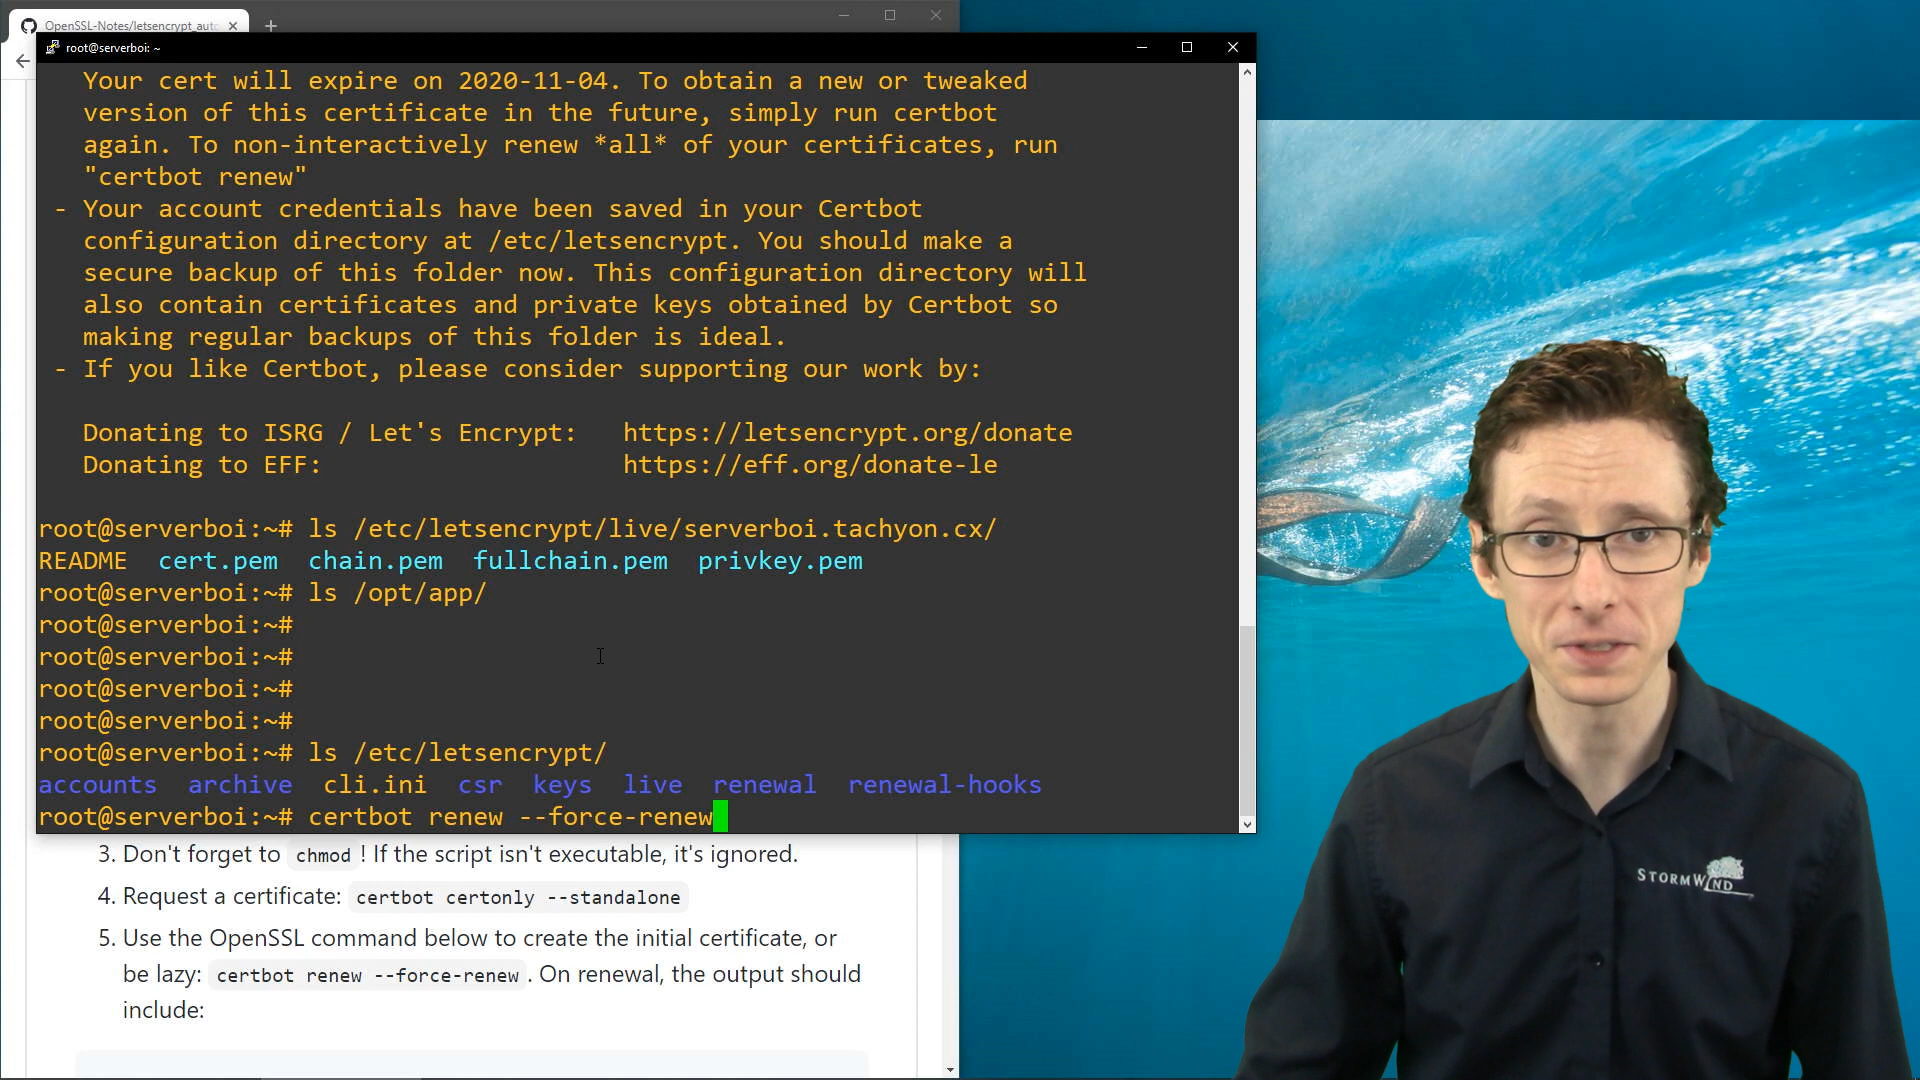 OpenSSL-Notes/letsencrypt_auto
root@serverboi: ~
Your cert will expire on 2020-11-04. To obtain a new or tweaked
version of this certificate in the future, simply run certbot
again. To non-interactively renew *all* of your certificates, run
"certbot renew"
- Your account credentials have been saved in your Certbot
configuration directory at /etc/letsencrypt. You should make a
secure backup of this folder now. This configuration directory will
also contain certificates and private keys obtained by Certbot so
making regular backups of this folder is ideal.
- If you like Certbot, please consider supporting our work by:
Donating to ISRG / Let's Encrypt:   https://letsencrypt.org/donate
Donating to EFF:                    https://eff.org/donate-le
root@serverboi:~# ls /etc/letsencrypt/live/serverboi.tachyon.cx/
README  cert.pem  chain.pem  fullchain.pem  privkey.pem
root@serverboi:~# ls /opt/app/
root@serverboi:~#
root@serverboi:~#
root@serverboi:~#
root@serverboi:~#
root@serverboi:~# ls /etc/letsencrypt/
accounts  archive  cli.ini  csr  keys  live  renewal  renewal-hooks
root@serverboi:~# certbot renew --force-renew
3. Don't forget to chmod ! If the script isn't executable, it's ignored.
4. Request a certificate: certbot certonly --standalone
5. Use the OpenSSL command below to create the initial certificate, or
be lazy: certbot renew --force-renew . On renewal, the output should
include:
STORMWIND